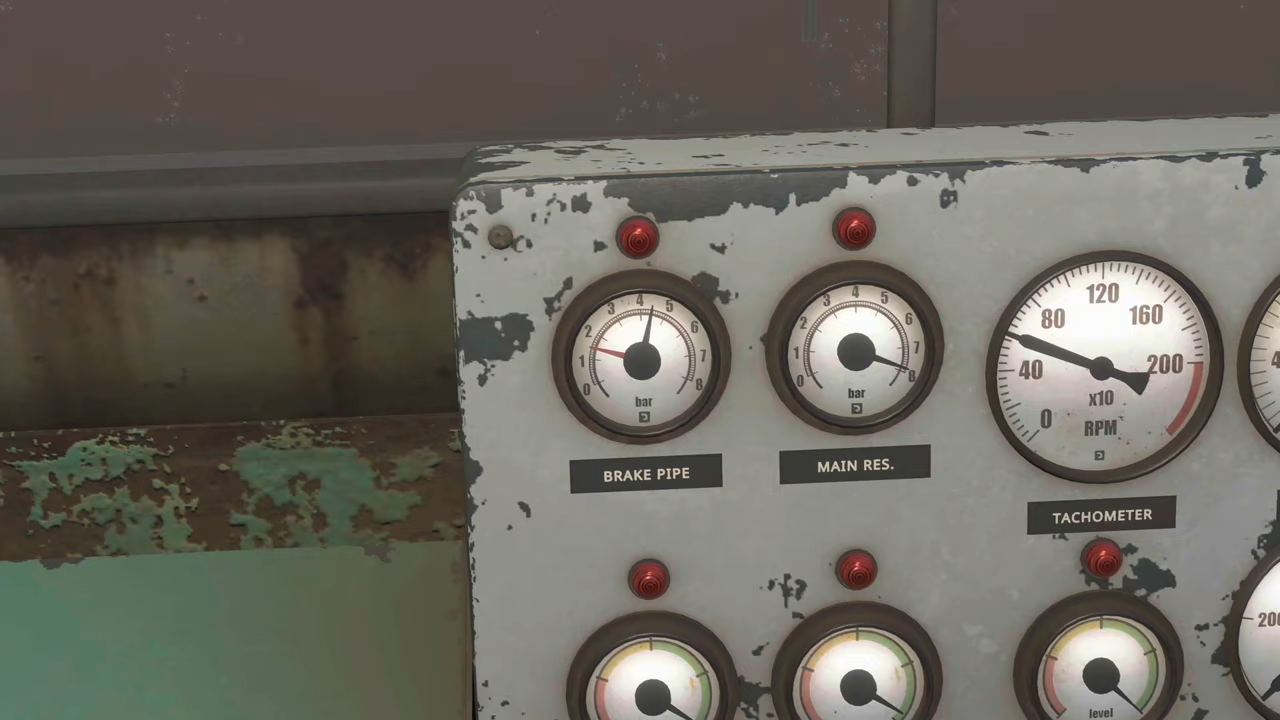 0 1 2 3 4 5 6 7 8
bar
BRAKE PIPE
0 1 2 3 4 5 6 7 8
bar
MAIN RES.
0 40 80 120 160 200
x10
RPM
TACHOMETER
200
level